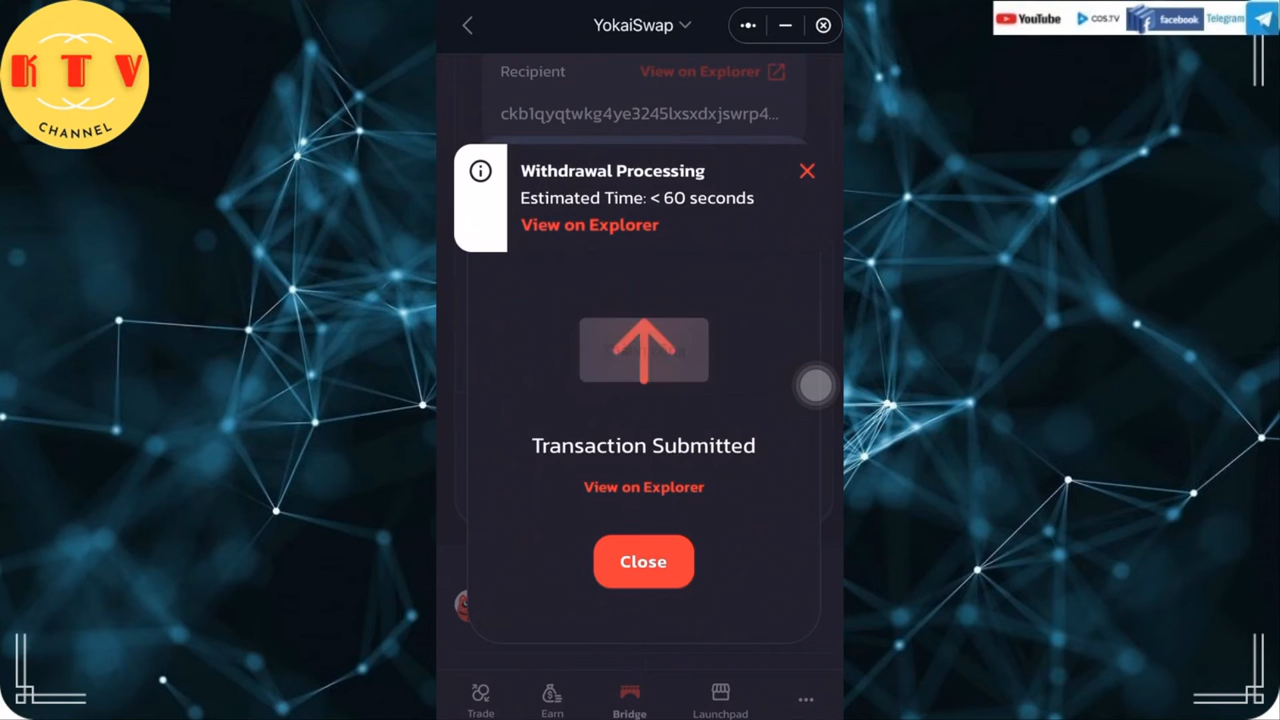 K T V
CHANNEL
YokaiSwap
YouTube
COS.TV
facebook
Telegram
Recipient
View on Explorer
ckb1qyqtwkg4ye3245lxsxdxjswrp4...
Withdrawal Processing
Estimated Time: < 60 seconds
View on Explorer
Transaction Submitted
View on Explorer
Close
Trade
Earn
Bridge
Launchpad